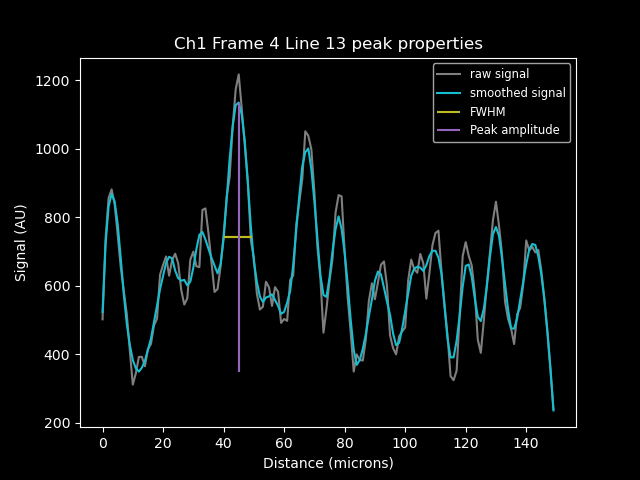 Ch1 Frame 4 Line 13 peak properties
raw signal
smoothed signal
FWHM
Peak amplitude
Signal (AU)
1200
1000
800
600
400
200
0 20 40 60 80 100 120 140
Distance (microns)